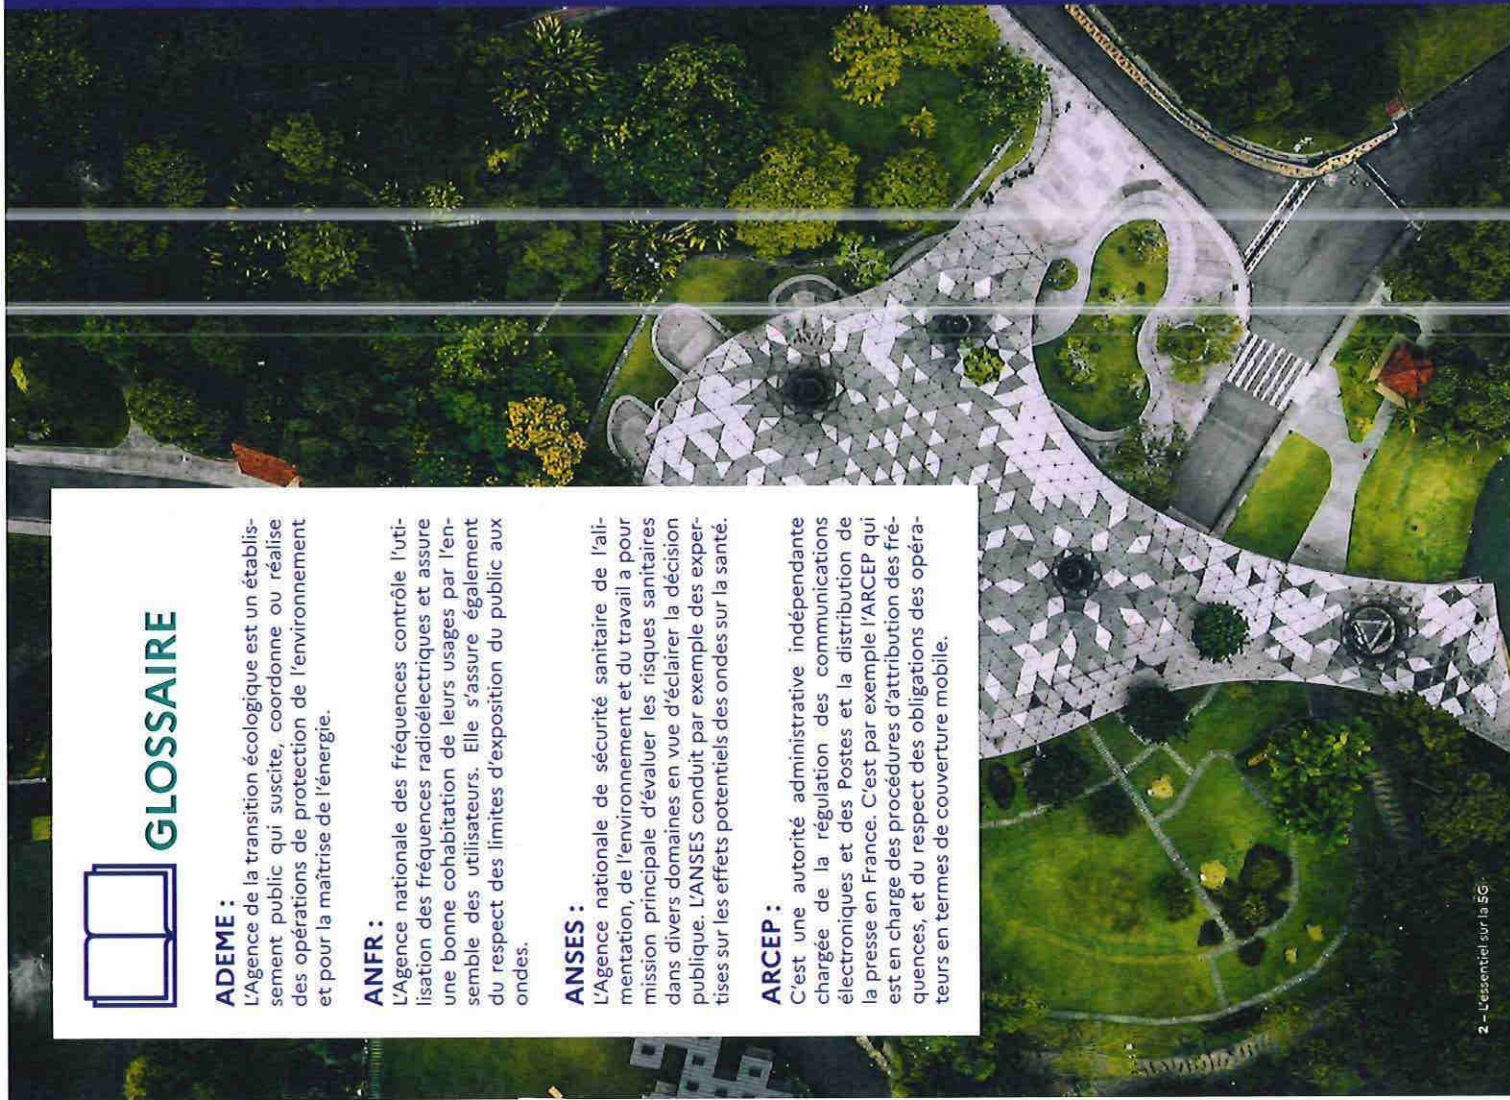 GLOSSAIRE
ADEME :
L'Agence de la transition écologique est un établis-
sement public qui suscite, coordonne ou réalise
des opérations de protection de l'environnement
et pour la maîtrise de l'énergie.
ANFR :
L'Agence nationale des fréquences contrôle l'uti-
lisation des fréquences radioélectriques et assure
une bonne cohabitation de leurs usages par l'en-
semble des utilisateurs. Elle s'assure également
du respect des limites d'exposition du public aux
ondes.
ANSES :
L'Agence nationale de sécurité sanitaire de l'ali-
mentation, de l'environnement et du travail a pour
mission principale d'évaluer les risques sanitaires
dans divers domaines en vue d'éclairer la décision
publique. L'ANSES conduit par exemple des exper-
tises sur les effets potentiels des ondes sur la santé.
ARCEP :
C'est une autorité administrative indépendante
chargée de la régulation des communications
électroniques et des Postes et la distribution de
la presse en France. C'est par exemple l'ARCEP qui
est en charge des procédures d'attribution des fré-
quences, et du respect des obligations des opéra-
teurs en termes de couverture mobile.
2 – L'essentiel sur la 5G